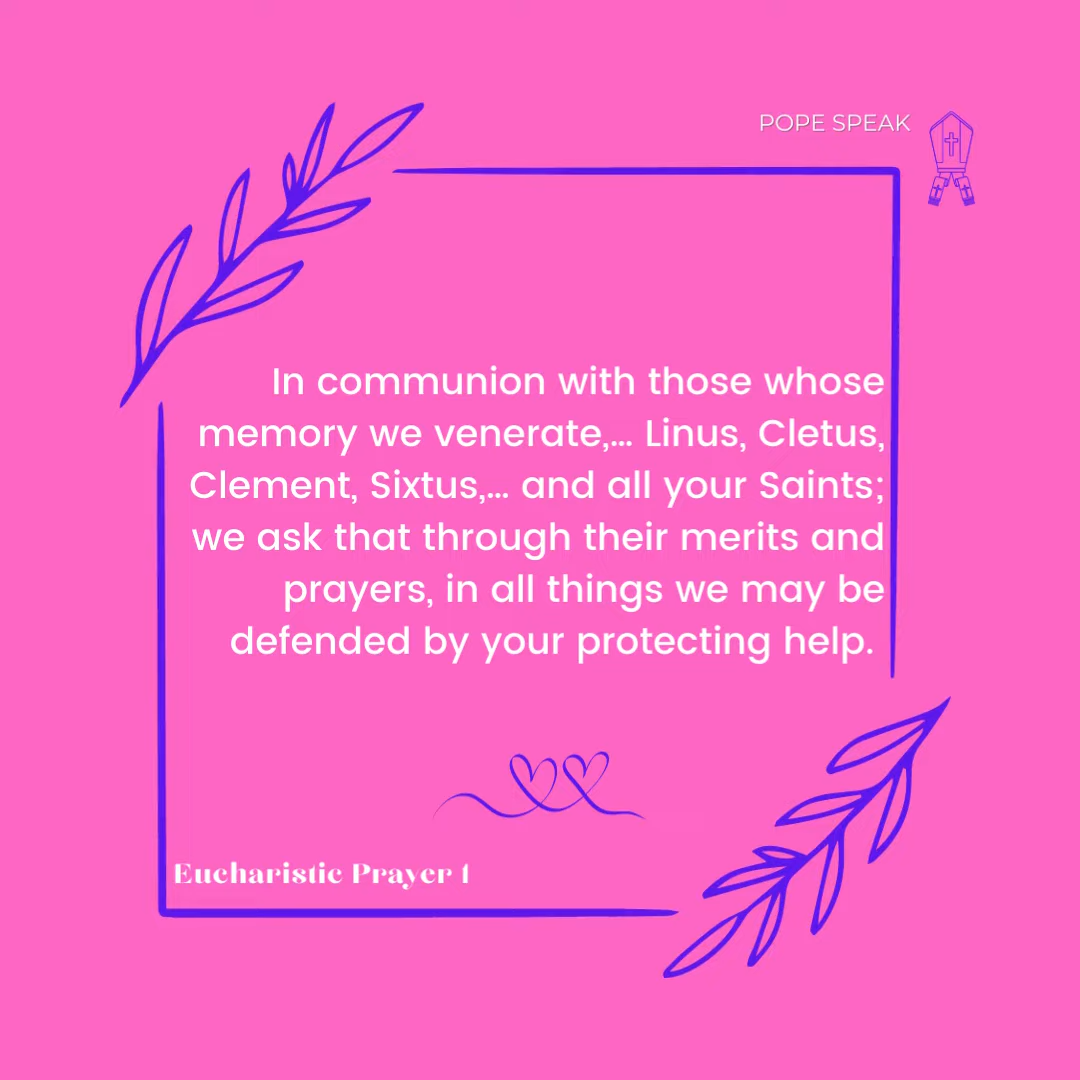 POPE SPEAK
In communion with those whose
memory we venerate,... Linus, Cletus,
Clement, Sixtus,... and all your Saints;
we ask that through their merits and
prayers, in all things we may be
defended by your protecting help.
Eucharistic Prayer 1